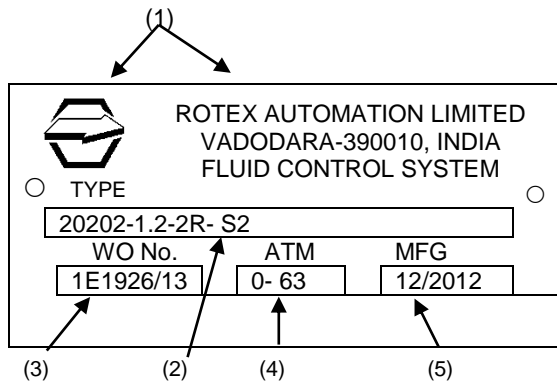 (1)
ROTEX AUTOMATION LIMITED
VADODARA-390010, INDIA
FLUID CONTROL SYSTEM
TYPE
20202-1.2-2R- S2
WO No. ATM MFG
1E1926/13 0- 63 12/2012
(3) (2) (4) (5)